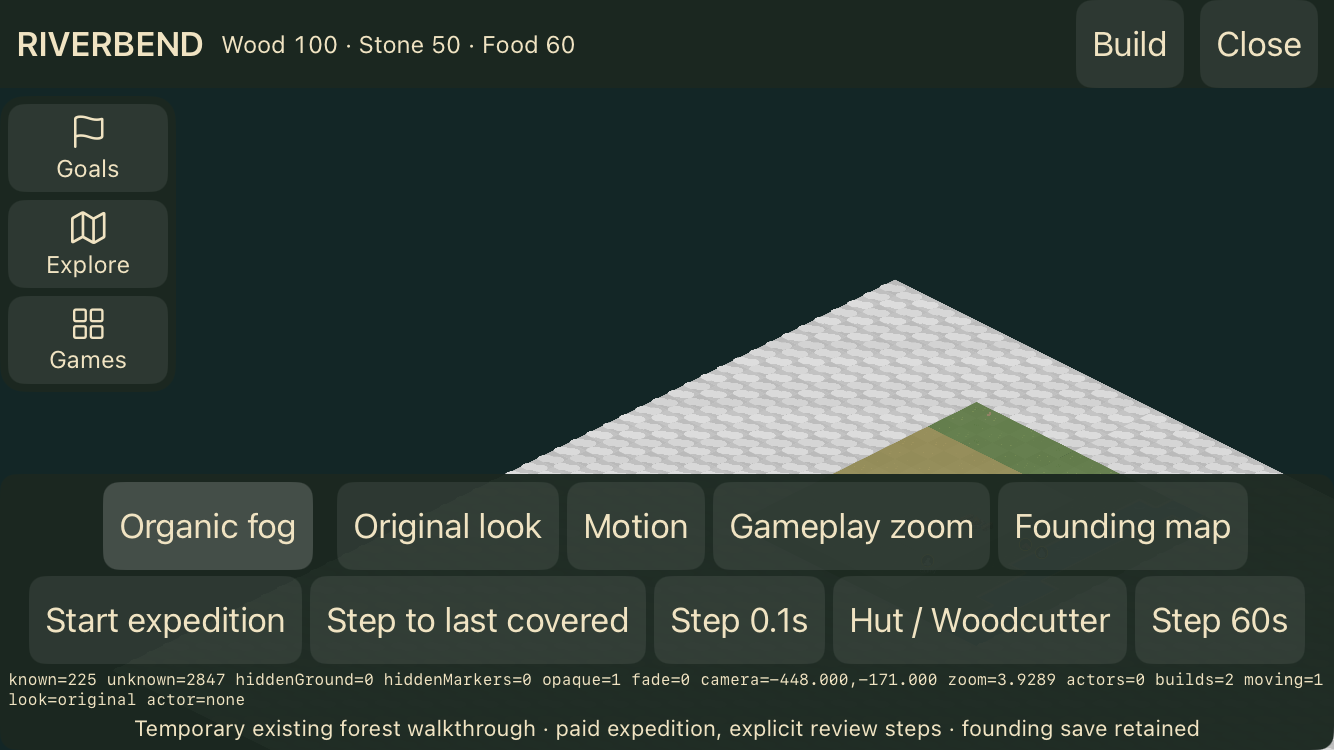 RIVERBEND Wood 100 · Stone 50 · Food 60 Build Close
Goals
Explore
Games
Organic fog Original look Motion Gameplay zoom Founding map
Start expedition Step to last covered Step 0.1s Hut / Woodcutter Step 60s
known=225 unknown=2847 hiddenGround=0 hiddenMarkers=0 opaque=1 fade=0 camera=−448.000,−171.000 zoom=3.9289 actors=0 builds=2 moving=1
look=original actor=none
Temporary existing forest walkthrough · paid expedition, explicit review steps · founding save retained